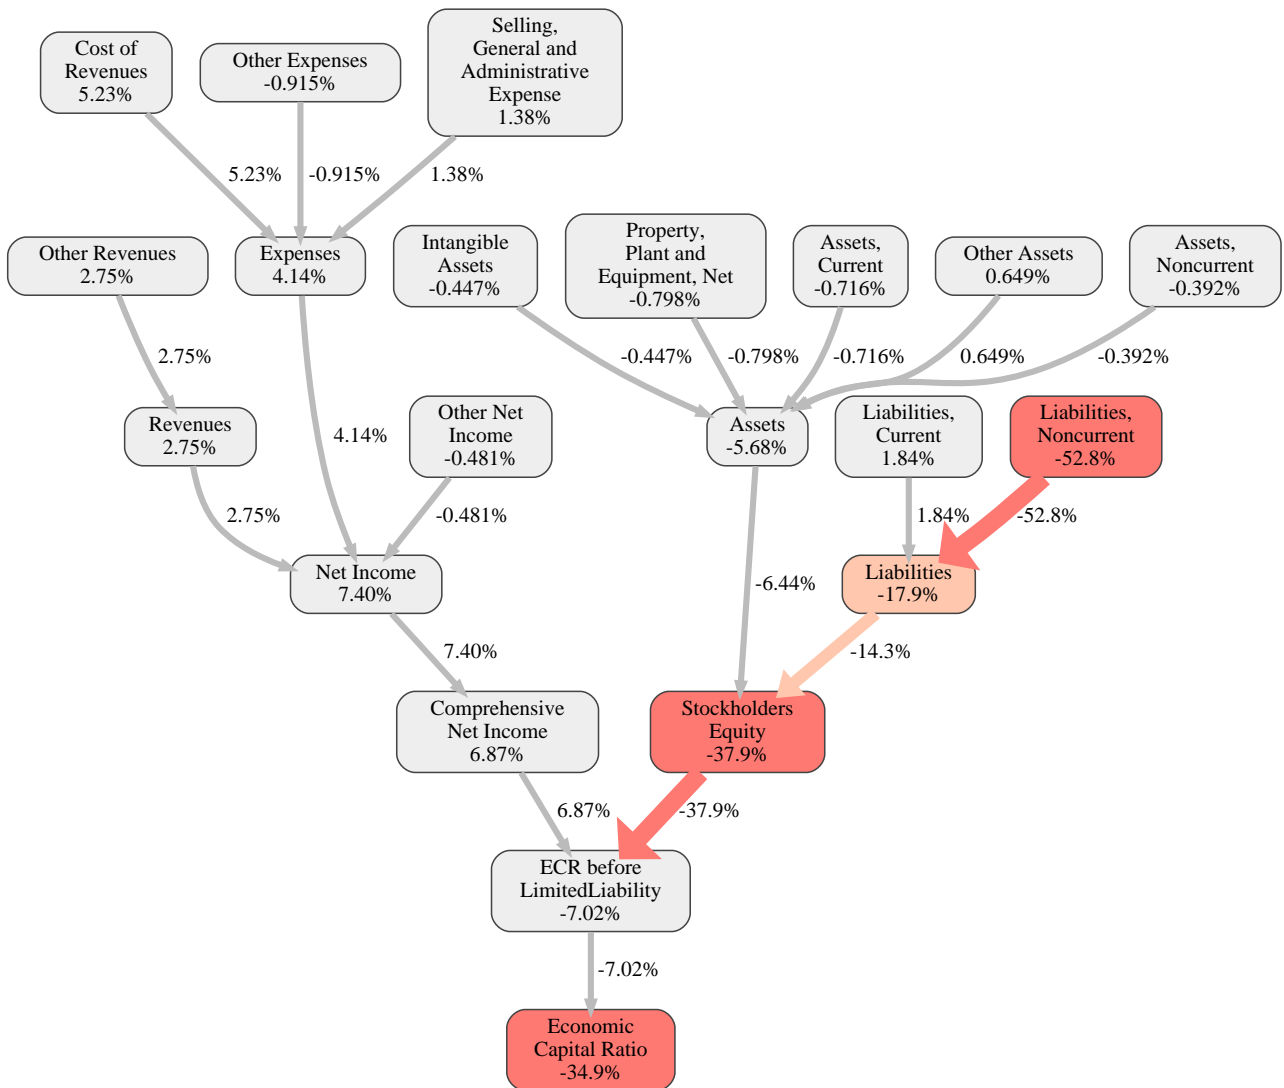 Cost of
Revenues
5.23%
Other Expenses
-0.915%
Selling,
General and
Administrative
Expense
1.38%
5.23%
-0.915%
1.38%
Other Revenues
2.75%
Expenses
4.14%
Intangible
Assets
-0.447%
Property,
Plant and
Equipment, Net
-0.798%
Assets,
Current
-0.716%
Other Assets
0.649%
Assets,
Noncurrent
-0.392%
2.75%
-0.447%
-0.798%
-0.716%
0.649%
-0.392%
Revenues
2.75%
4.14%
Other Net
Income
-0.481%
Assets
-5.68%
Liabilities,
Current
1.84%
Liabilities,
Noncurrent
-52.8%
2.75%
-0.481%
1.84%
-52.8%
Net Income
7.40%
-6.44%
Liabilities
-17.9%
7.40%
-14.3%
Comprehensive
Net Income
6.87%
Stockholders
Equity
-37.9%
6.87%
-37.9%
ECR before
LimitedLiability
-7.02%
-7.02%
Economic
Capital Ratio
-34.9%